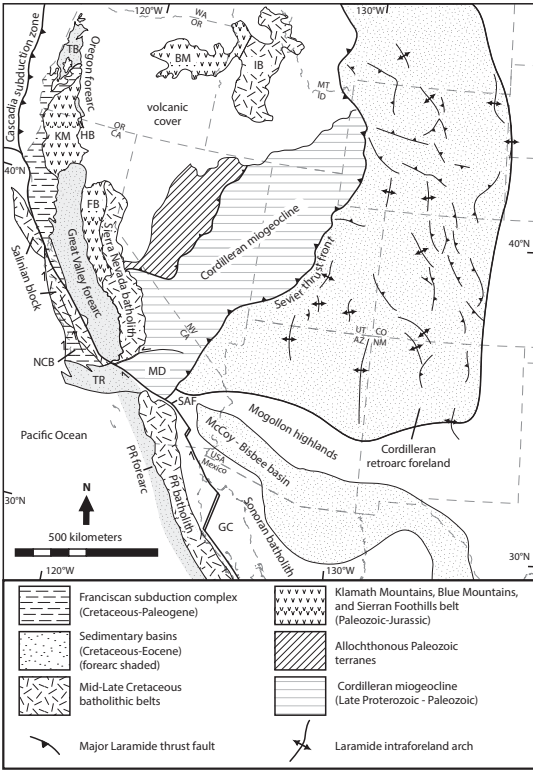 120°W
130°W
WA
OR
Cascadia subduction zone
TB
Oregon forearc
BM
IB
MT
ID
volcanic
cover
KM
HB
OR
CA
40°N
FB
Salinian block
Great Valley forearc
Sierra Nevada batholith
Cordilleran miogeocline
Sevier thrust front
40°N
NV
CA
UT
CO
AZ
NM
NCB
TR
MD
SAF
Mogollon highlands
McCoy - Bisbee basin
Cordilleran
retroarc foreland
Pacific Ocean
PR forearc
PR batholith
USA
Mexico
Sonoran batholith
GC
30°N
N
500 kilometers
30°N
120°W
130°W
Franciscan subduction complex
(Cretaceous-Paleogene)
Sedimentary basins
(Cretaceous-Eocene)
(forearc shaded)
Mid-Late Cretaceous
batholithic belts
Major Laramide thrust fault
Klamath Mountains, Blue Mountains,
and Sierran Foothills belt
(Paleozoic-Jurassic)
Allochthonous Paleozoic
terranes
Cordilleran miogeocline
(Late Proterozoic - Paleozoic)
Laramide intraforeland arch